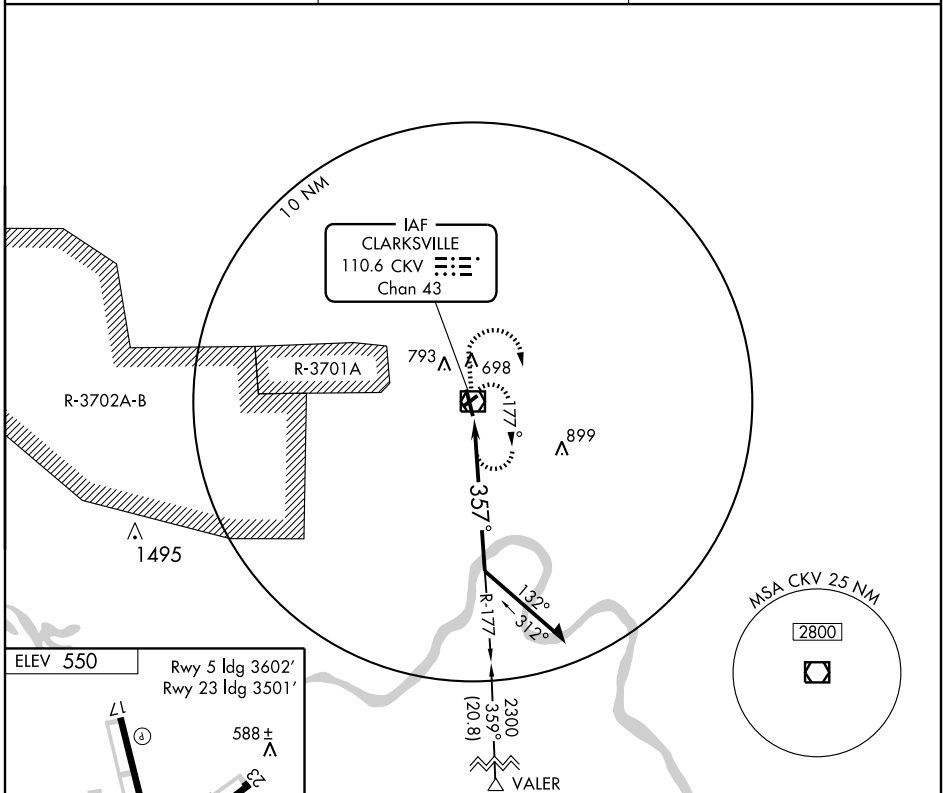 10 NM
IAF
CLARKSVILLE
110.6 CKV
Chan 43
793
698
R-3701A
R-3702A-B
177°
899
357°
1495
132°
312°
R-177
MSA CKV 25 NM
2800
ELEV 550
Rwy 5 ldg 3602'
Rwy 23 ldg 3501'
17
P
588 ±
23
2300
359°
(20.8)
VALER